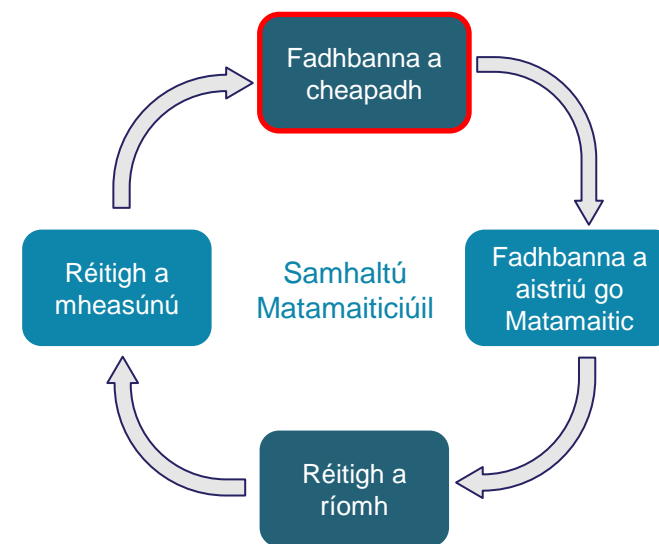 Fadhbanna a
cheapadh
Fadhbanna a
aistriú go
Matamaitic
Réitigh a
ríomh
Réitigh a
mheasúnú
Samhaltú
Matamaiticiúil